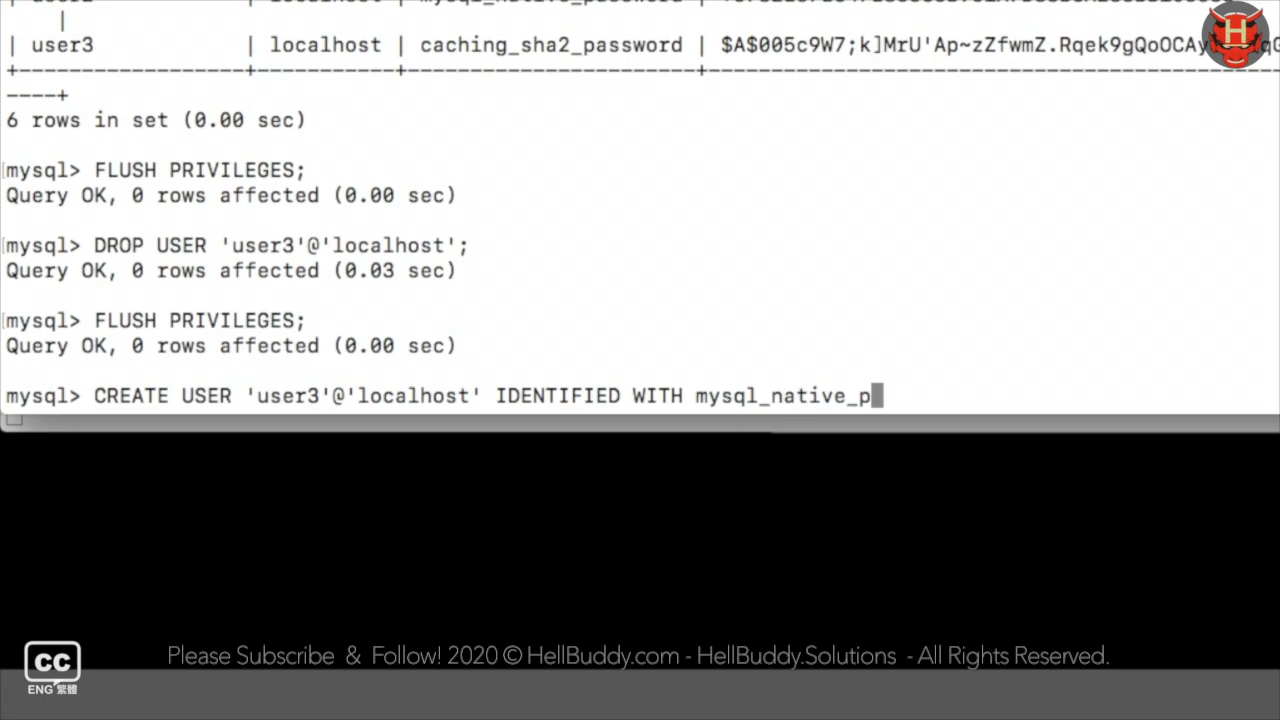 |
| user3 | localhost | caching_sha2_password | $A$005c9W7;k]MrU'Ap~zZfwmZ.Rqek9gQoOCAy
+-------------------+-----------+-----------------------+
----+
6 rows in set (0.00 sec)
mysql> FLUSH PRIVILEGES;
Query OK, 0 rows affected (0.00 sec)
mysql> DROP USER 'user3'@'localhost';
Query OK, 0 rows affected (0.03 sec)
mysql> FLUSH PRIVILEGES;
Query OK, 0 rows affected (0.00 sec)
mysql> CREATE USER 'user3'@'localhost' IDENTIFIED WITH mysql_native_p
H
CC
ENG 繁體
Please Subscribe & Follow! 2020 © HellBuddy.com - HellBuddy.Solutions - All Rights Reserved.